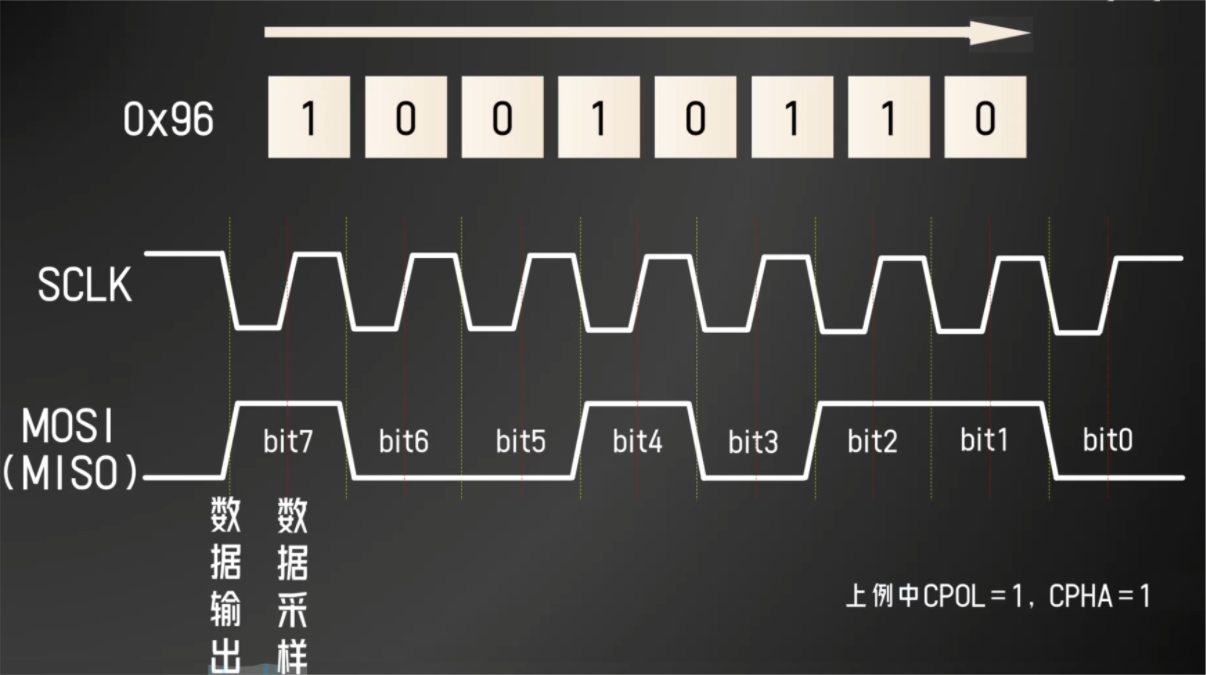 0x96 1 0 0 1 0 1 1 0
SCLK
MOSI
(MISO)
bit7 bit6 bit5 bit4 bit3 bit2 bit1 bit0
数据输出
数据采样
上例中CPOL=1, CPHA=1